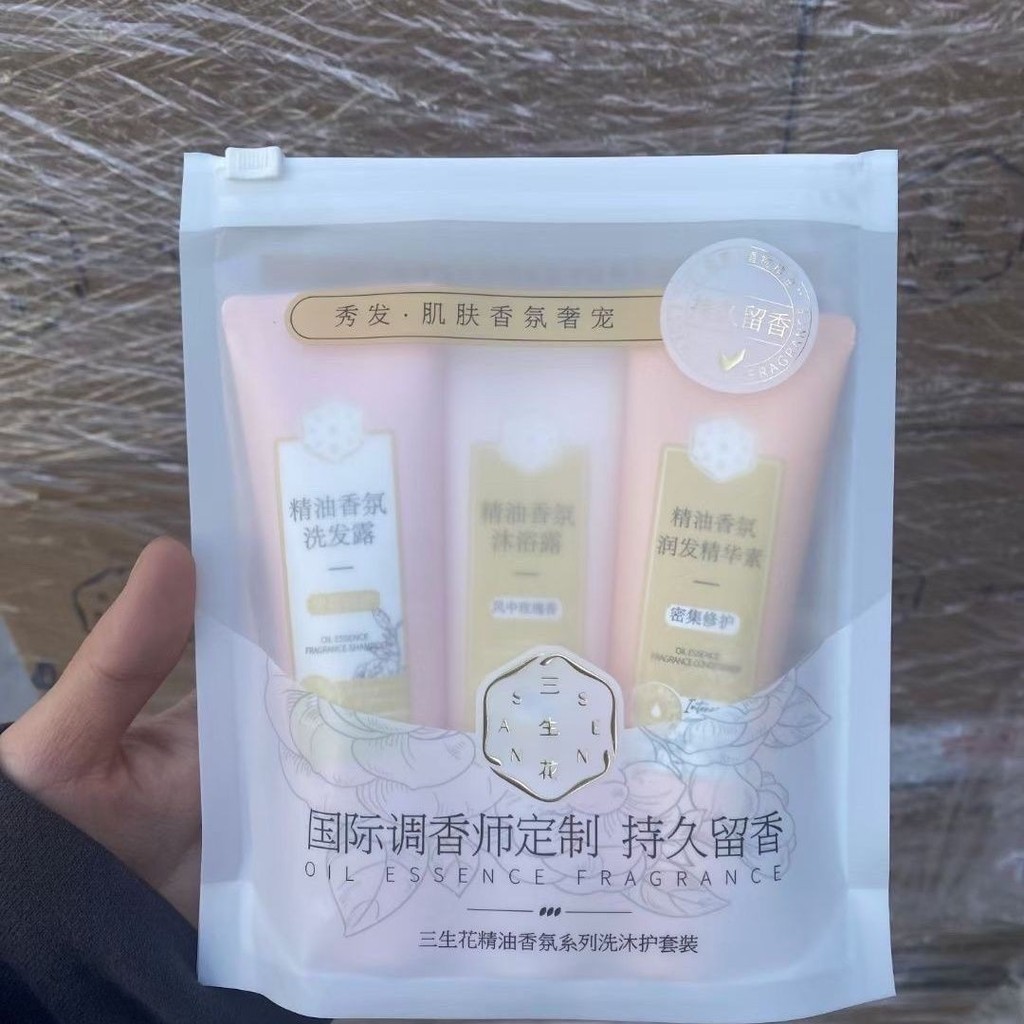 秀发·肌肤香氛奢宠
留香
FRAGRAN
精油香氛
洗发露
OIL ESSENCE
FRAGRANCE SHAMPOO
精油香氛
沐浴露
风中玫瑰香
精油香氛
润发精华素
密集修护
OIL ESSENCE
FRAGRANCE CONDITIONER
三生花
SAN SEN
国际调香师定制 持久留香
OIL ESSENCE FRAGRANCE
三生花精油香氛系列洗沐护套装